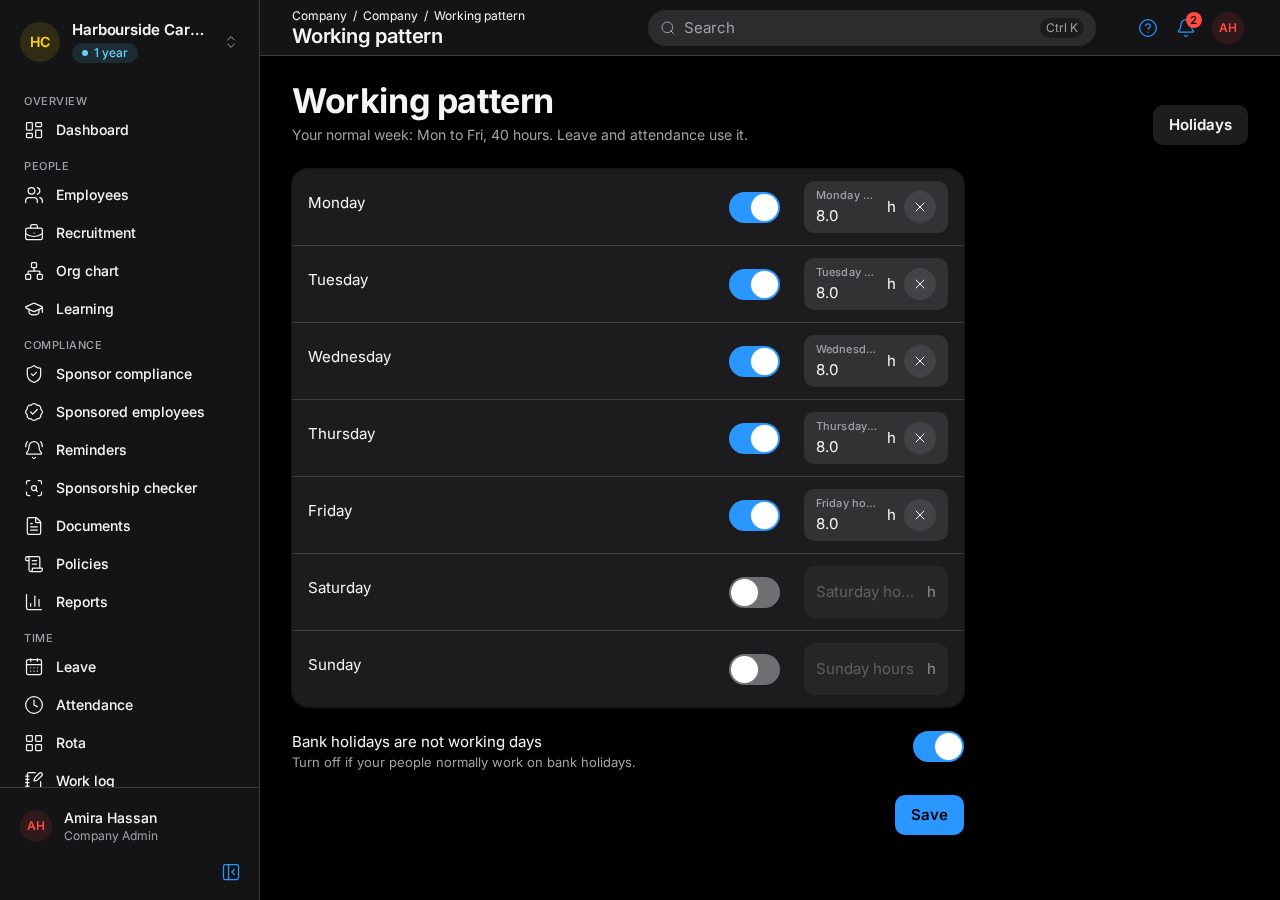 HC
Harbourside Car...
1 year
OVERVIEW
Dashboard
PEOPLE
Employees
Recruitment
Org chart
Learning
COMPLIANCE
Sponsor compliance
Sponsored employees
Reminders
Sponsorship checker
Documents
Policies
Reports
TIME
Leave
Attendance
Rota
Work log
AH
Amira Hassan
Company Admin
Company / Company / Working pattern
Working pattern
Search
Ctrl K
2
AH
Working pattern
Your normal week: Mon to Fri, 40 hours. Leave and attendance use it.
Holidays
Monday
Monday ...
8.0
h
Tuesday
Tuesday ...
8.0
h
Wednesday
Wednesd...
8.0
h
Thursday
Thursday...
8.0
h
Friday
Friday ho...
8.0
h
Saturday
Saturday ho...
h
Sunday
Sunday hours
h
Bank holidays are not working days
Turn off if your people normally work on bank holidays.
Save